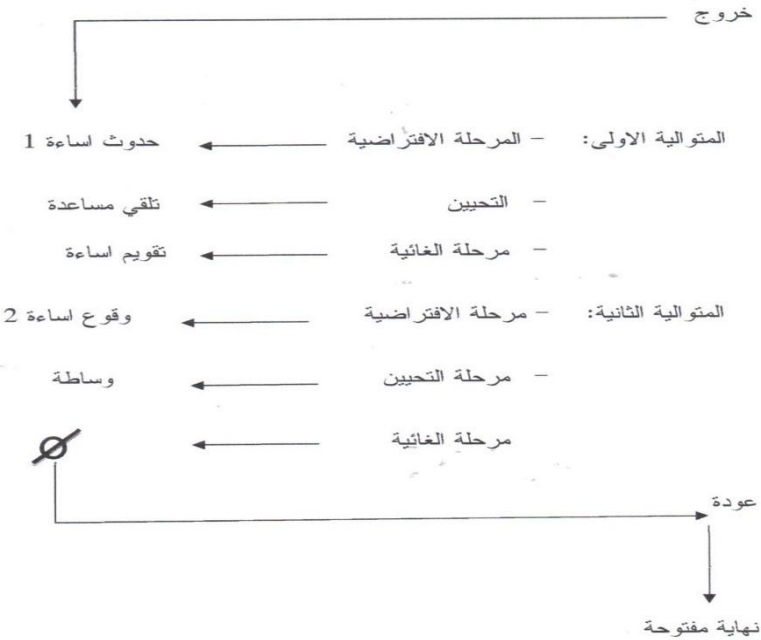 خروج
المتوالية الاولى: – المرحلة الافتراضية حدوث اساءة 1
– التحيين تلقي مساعدة
– مرحلة الغائية تقويم اساءة
المتوالية الثانية: – مرحلة الافتراضية وقوع اساءة 2
– مرحلة التحيين وساطة
مرحلة الغائية Ø
عودة
نهاية مفتوحة